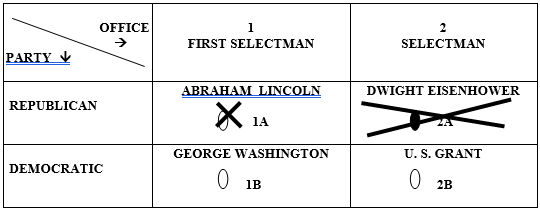 OFFICE
→
PARTY ↓
1
FIRST SELECTMAN
2
SELECTMAN
REPUBLICAN
ABRAHAM LINCOLN
1A
DWIGHT EISENHOWER
2A
DEMOCRATIC
GEORGE WASHINGTON
1B
U. S. GRANT
2B